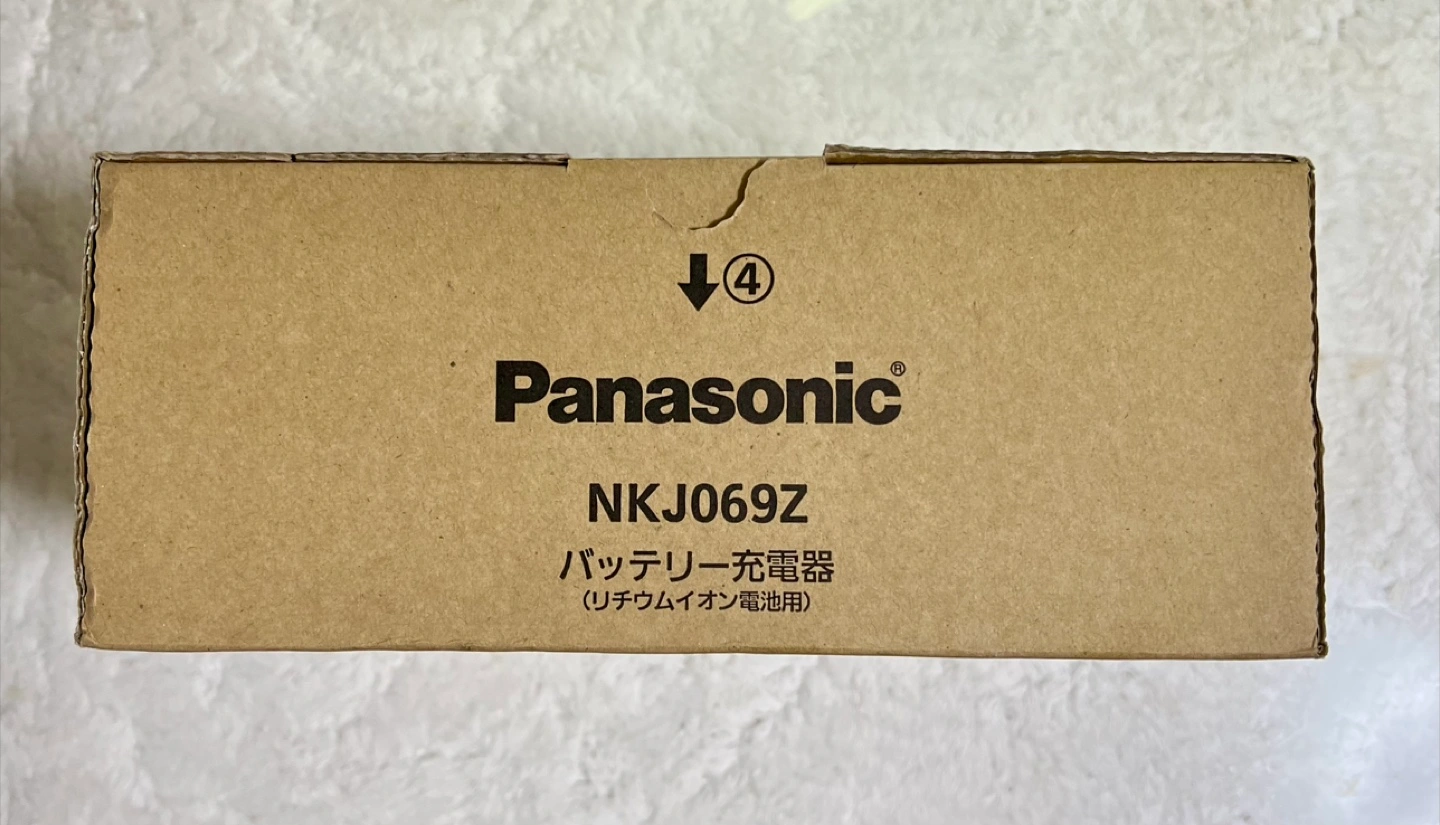 ↓④
Panasonic®
NKJ069Z
バッテリー充電器
(リチウムイオン電池用)